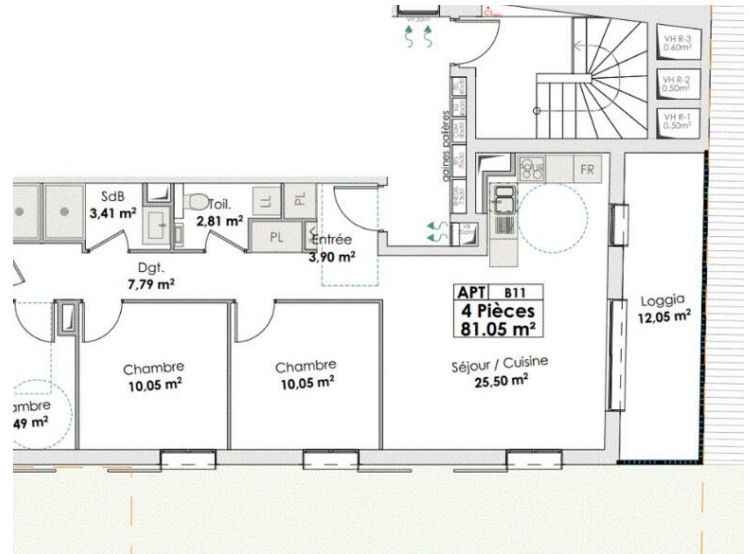 VH R-3
0.60m²
VH R-2
0.50m²
VH R-1
0.50m²
gaines palières
FOUR
FR
SdB
3,41 m²
Toil.
2,81 m²
LL
PL
PL
Entrée
3,90 m²
Dgt.
7,79 m²
APT B11
4 Pièces
81.05 m²
Loggia
12,05 m²
Chambre
10,05 m²
Chambre
10,05 m²
Séjour / Cuisine
25,50 m²
ambre
49 m²